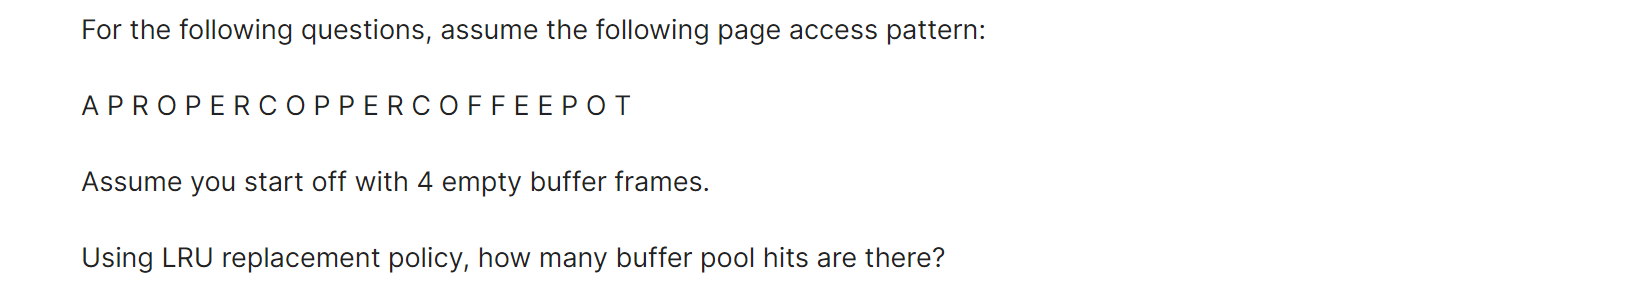 For the following questions, assume the following page access pattern:
A P R O P E R C O P P E R C O F F E E P O T
Assume you start off with 4 empty buffer frames.
Using LRU replacement policy, how many buffer pool hits are there?